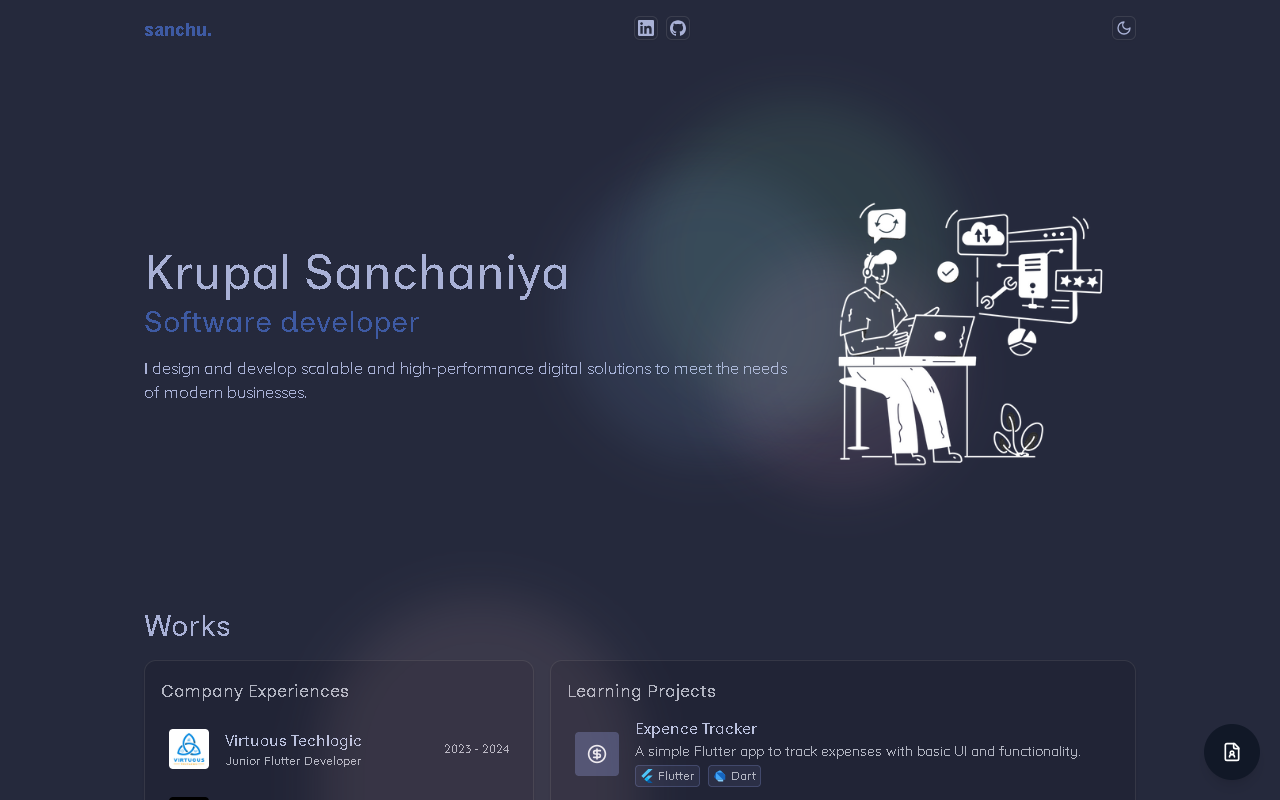 sanchu.
Krupal Sanchaniya
Software developer
I design and develop scalable and high-performance digital solutions to meet the needs
of modern businesses.
Works
Company Experiences
VIRTUOUS
Virtuous Techlogic
Junior Flutter Developer
2023 - 2024
Learning Projects
Expence Tracker
A simple Flutter app to track expenses with basic UI and functionality.
Flutter
Dart